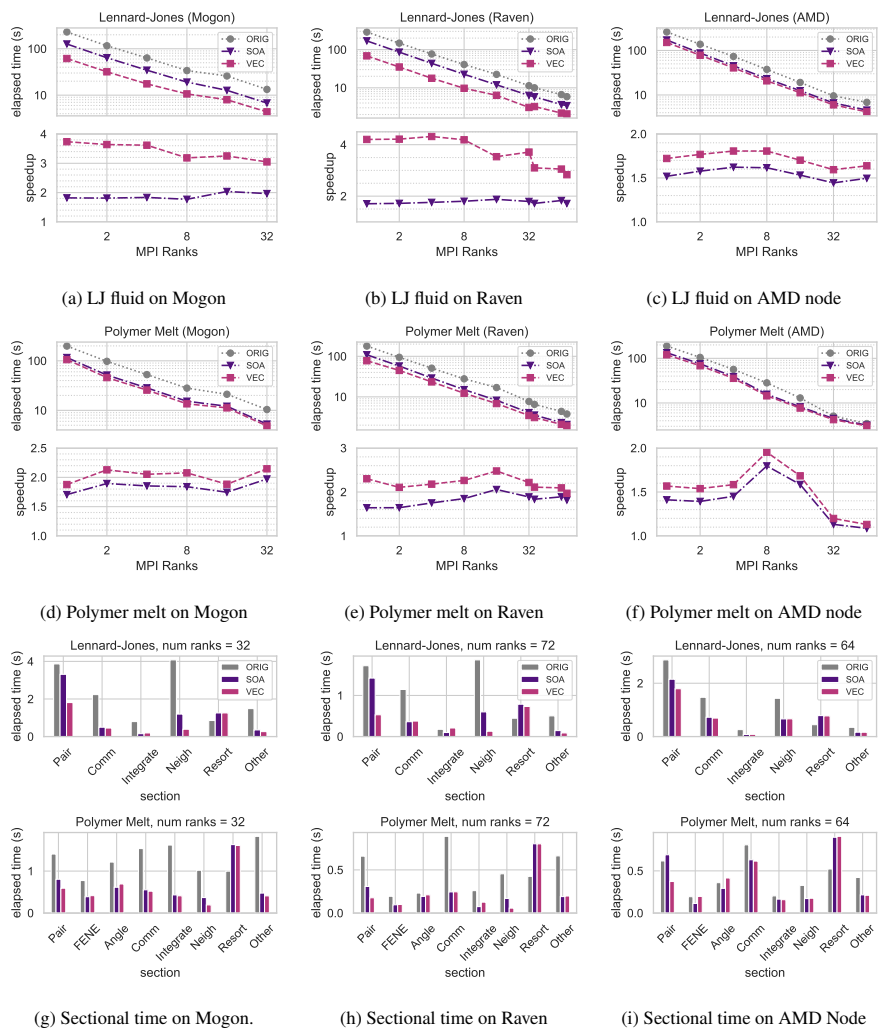 Lennard-Jones (Mogon)
elapsed time (s)
100
10
ORIG
SOA
VEC
speedup
4
3
2
1
2 8 32
MPI Ranks
(a) LJ fluid on Mogon
Lennard-Jones (Raven)
elapsed time (s)
100
10
ORIG
SOA
VEC
speedup
4
2
2 8 32
MPI Ranks
(b) LJ fluid on Raven
Lennard-Jones (AMD)
elapsed time (s)
100
10
ORIG
SOA
VEC
speedup
2.0
1.5
1.0
2 8 32
MPI Ranks
(c) LJ fluid on AMD node
Polymer Melt (Mogon)
elapsed time (s)
100
10
ORIG
SOA
VEC
speedup
2.5
2.0
1.5
1.0
2 8 32
MPI Ranks
(d) Polymer melt on Mogon
Polymer Melt (Raven)
elapsed time (s)
100
10
ORIG
SOA
VEC
speedup
3
2
1
2 8 32
MPI Ranks
(e) Polymer melt on Raven
Polymer Melt (AMD)
elapsed time (s)
100
10
ORIG
SOA
VEC
speedup
2.0
1.5
1.0
2 8 32
MPI Ranks
(f) Polymer melt on AMD node
Lennard-Jones, num ranks = 32
elapsed time (s)
4
2
0
ORIG
SOA
VEC
Pair Comm Integrate Neigh Resort Other
section
Polymer Melt, num ranks = 32
elapsed time (s)
1
0
Pair FENE Angle Comm Integrate Neigh Resort Other
section
(g) Sectional time on Mogon.
Lennard-Jones, num ranks = 72
elapsed time (s)
1
0
ORIG
SOA
VEC
Pair Comm Integrate Neigh Resort Other
section
Polymer Melt, num ranks = 72
elapsed time (s)
0.5
0.0
Pair FENE Angle Comm Integrate Neigh Resort Other
section
(h) Sectional time on Raven
Lennard-Jones, num ranks = 64
elapsed time (s)
2
0
ORIG
SOA
VEC
Pair Comm Integrate Neigh Resort Other
section
Polymer Melt, num ranks = 64
elapsed time (s)
0.5
0.0
Pair FENE Angle Comm Integrate Neigh Resort Other
section
(i) Sectional time on AMD Node